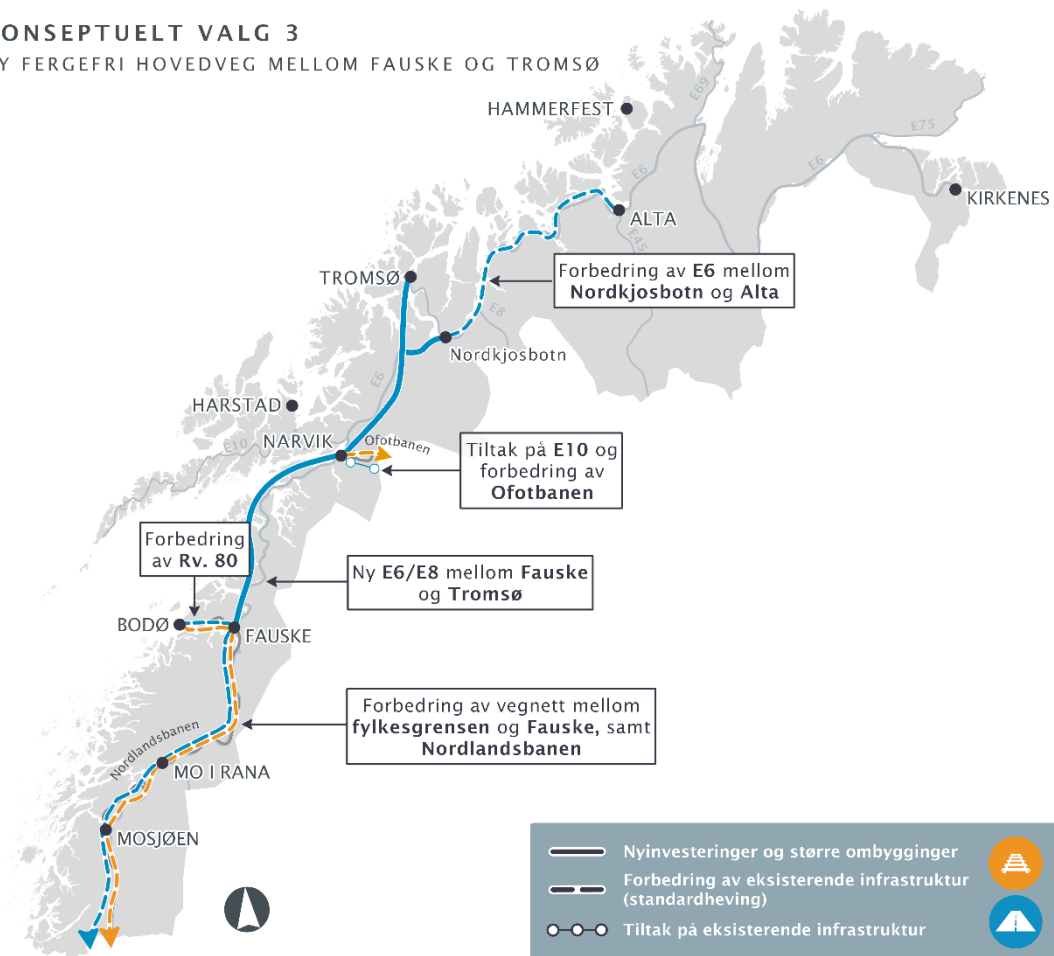 ONSEPTUELT VALG 3
Y FERGEFRI HOVEDVEG MELLOM FAUSKE OG TROMSØ
HAMMERFEST
E69
E75
E6
E6
KIRKENES
ALTA
E45
TROMSØ
Forbedring av E6 mellom
Nordkjosbotn og Alta
E8
Nordkjosbotn
E6
HARSTAD
NARVIK
Ofotbanen
E10
Tiltak på E10 og
forbedring av
Ofotbanen
Forbedring
av Rv. 80
Ny E6/E8 mellom Fauske
og Tromsø
BODØ
FAUSKE
Forbedring av vegnett mellom
fylkesgrensen og Fauske, samt
Nordlandsbanen
Nordlandsbanen
MO I RANA
MOSJØEN
Nyinvesteringer og større ombygginger
Forbedring av eksisterende infrastruktur
(standardheving)
Tiltak på eksisterende infrastruktur